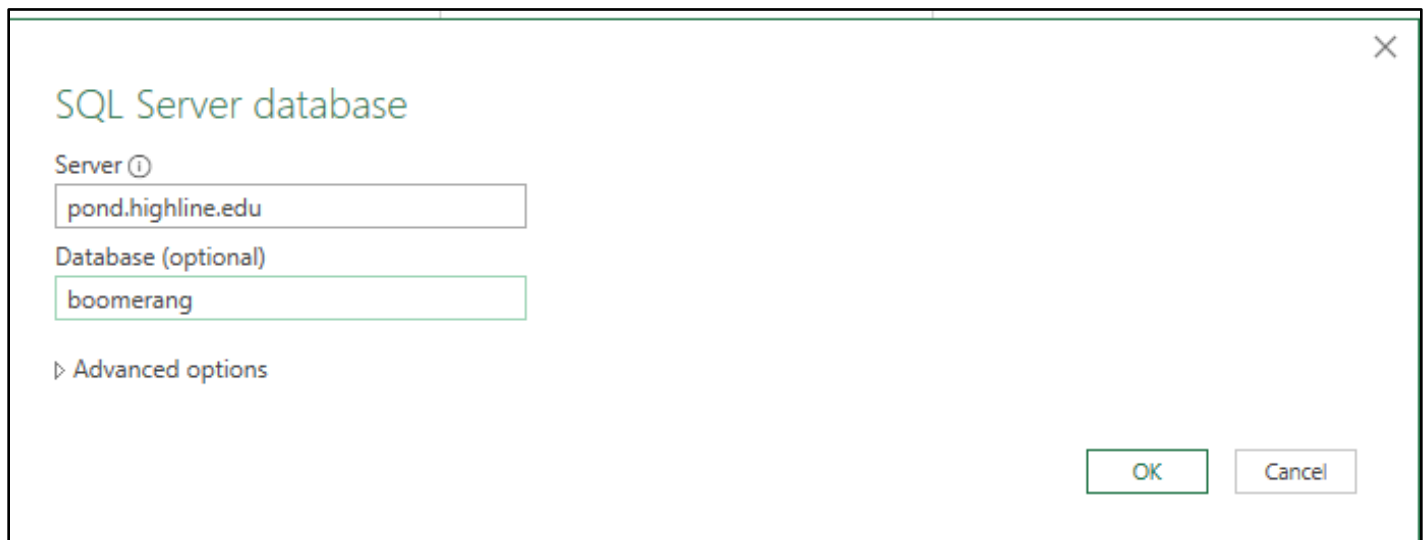 SQL Server database
Server
pond.highline.edu
Database (optional)
boomerang
Advanced options
OK Cancel